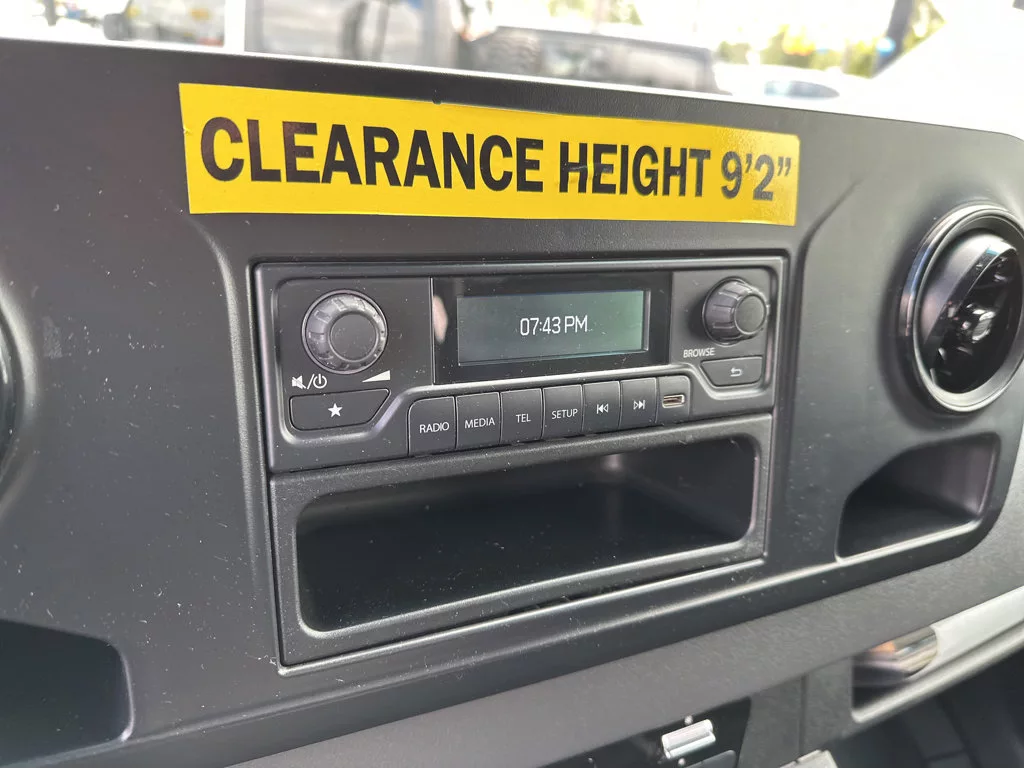 CLEARANCE HEIGHT 9'2"
07:43 PM
BROWSE
RADIO
MEDIA
TEL
SETUP